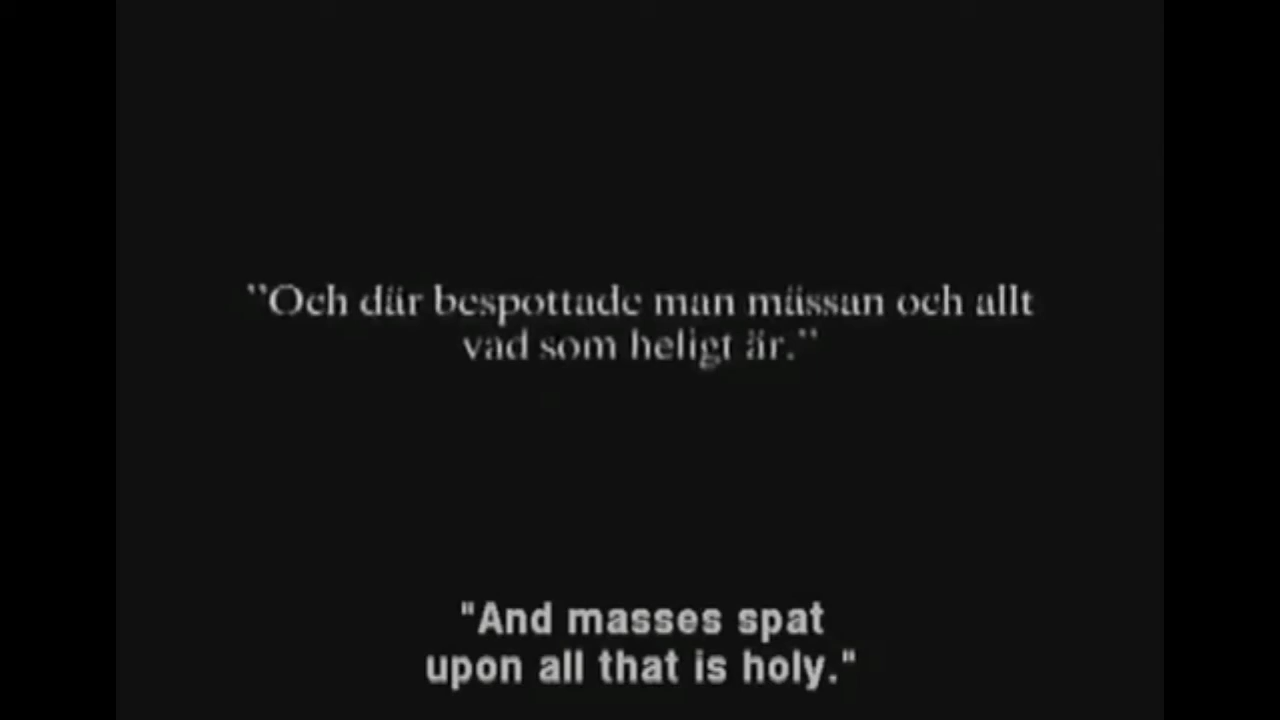 "Och där bespottade man mässan och allt
vad som heligt är."
"And masses spat
upon all that is holy."